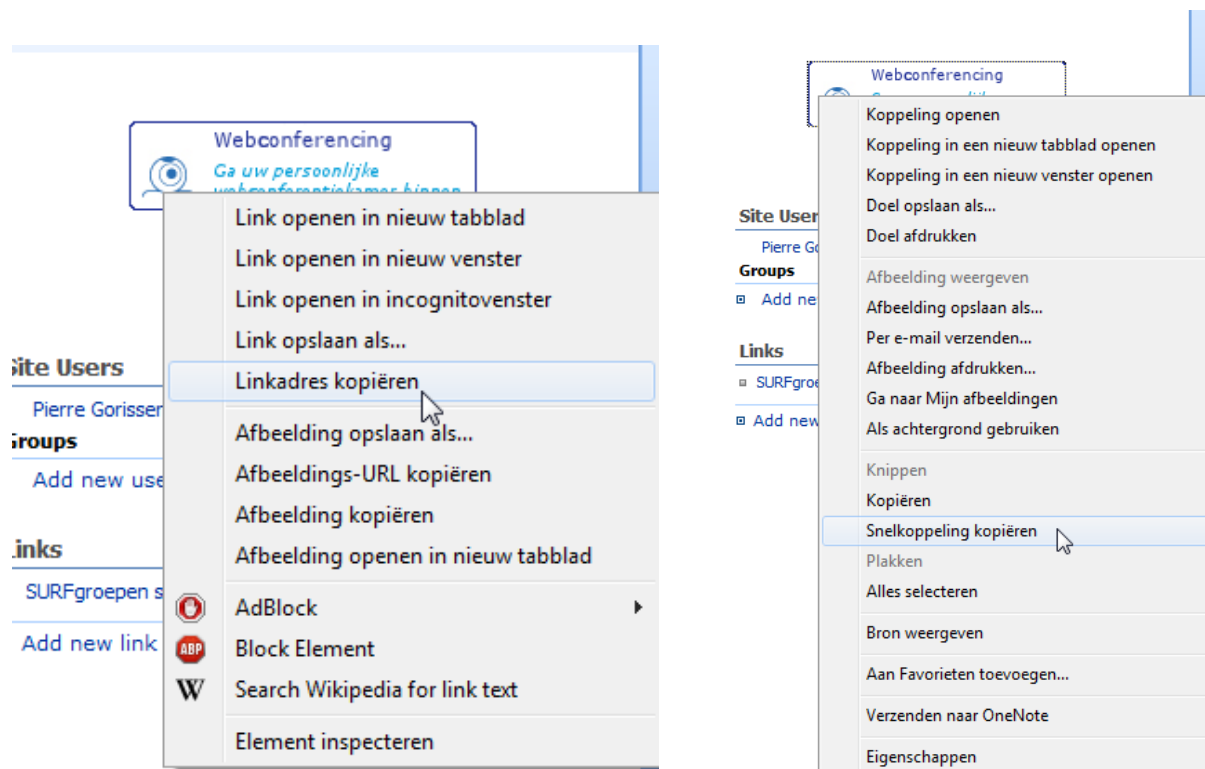 Webconferencing
Ga uw persoonlijke
webconferentiekamer binnen
Link openen in nieuw tabblad
Link openen in nieuw venster
Link openen in incognitovenster
Link opslaan als...
Site Users
Linkadres kopiëren
Pierre Gorissen
Groups
Afbeelding opslaan als...
Afbeeldings-URL kopiëren
Add new use
Afbeelding kopiëren
Links
Afbeelding openen in nieuw tabblad
SURFgroepen s
AdBlock
Add new link
ABP
Block Element
W
Search Wikipedia for link text
Element inspecteren
Webconferencing
Koppeling openen
Koppeling in een nieuw tabblad openen
Koppeling in een nieuw venster openen
Doel opslaan als...
Site User
Doel afdrukken
Pierre Go
Groups
Afbeelding weergeven
Add ne
Afbeelding opslaan als...
Per e-mail verzenden...
Links
Afbeelding afdrukken...
SURFgroe
Ga naar Mijn afbeeldingen
Add new
Als achtergrond gebruiken
Knippen
Kopiëren
Snelkoppeling kopiëren
Plakken
Alles selecteren
Bron weergeven
Aan Favorieten toevoegen...
Verzenden naar OneNote
Eigenschappen